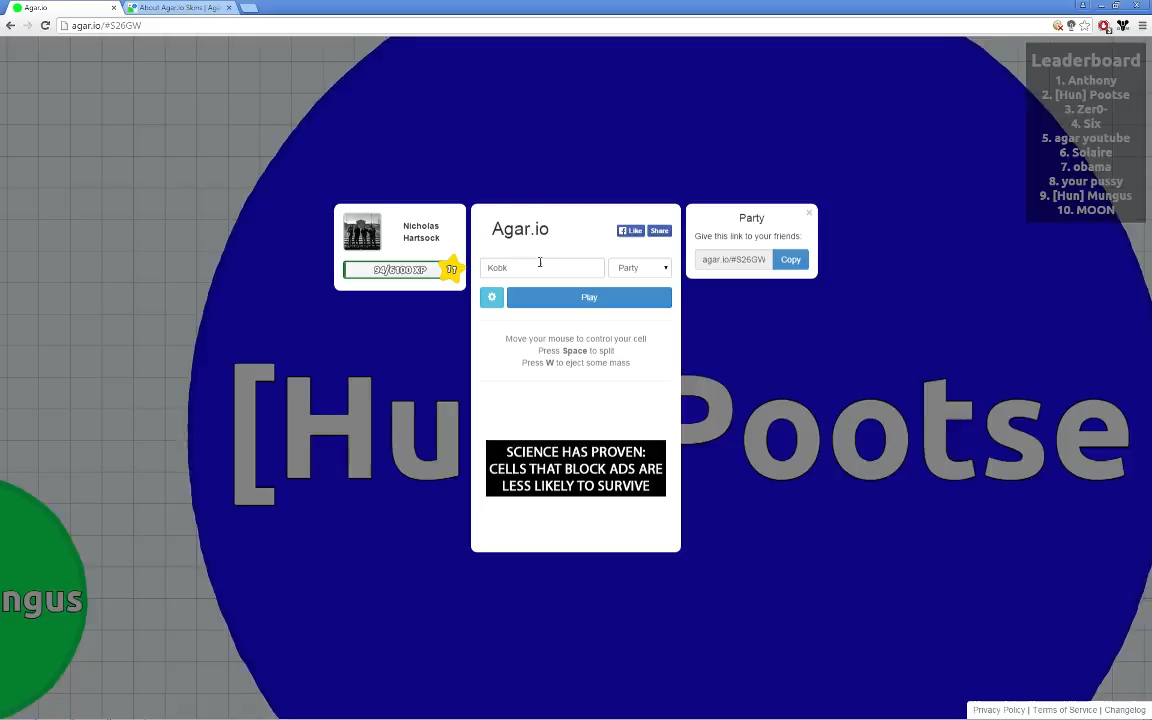 Agar.io
About Agar.io Skins | Aga
agar.io/#S26GW
Leaderboard
1. Anthony
2. [Hun] Pootse
3. Zer0-
4. Six
5. agar youtube
6. Solaire
7. obama
8. your pussy
9. [Hun] Mungus
10. MOON
Nicholas
Hartsock
94/6100 XP
Agar.io
Like Share
Kobk
Party
Play
Move your mouse to control your cell
Press Space to split
Press W to eject some mass
SCIENCE HAS PROVEN:
CELLS THAT BLOCK ADS ARE
LESS LIKELY TO SURVIVE
Party
Give this link to your friends:
agar.io/#S26GW Copy
[Hu Pootse
ngus
Privacy Policy | Terms of Service | Changelog